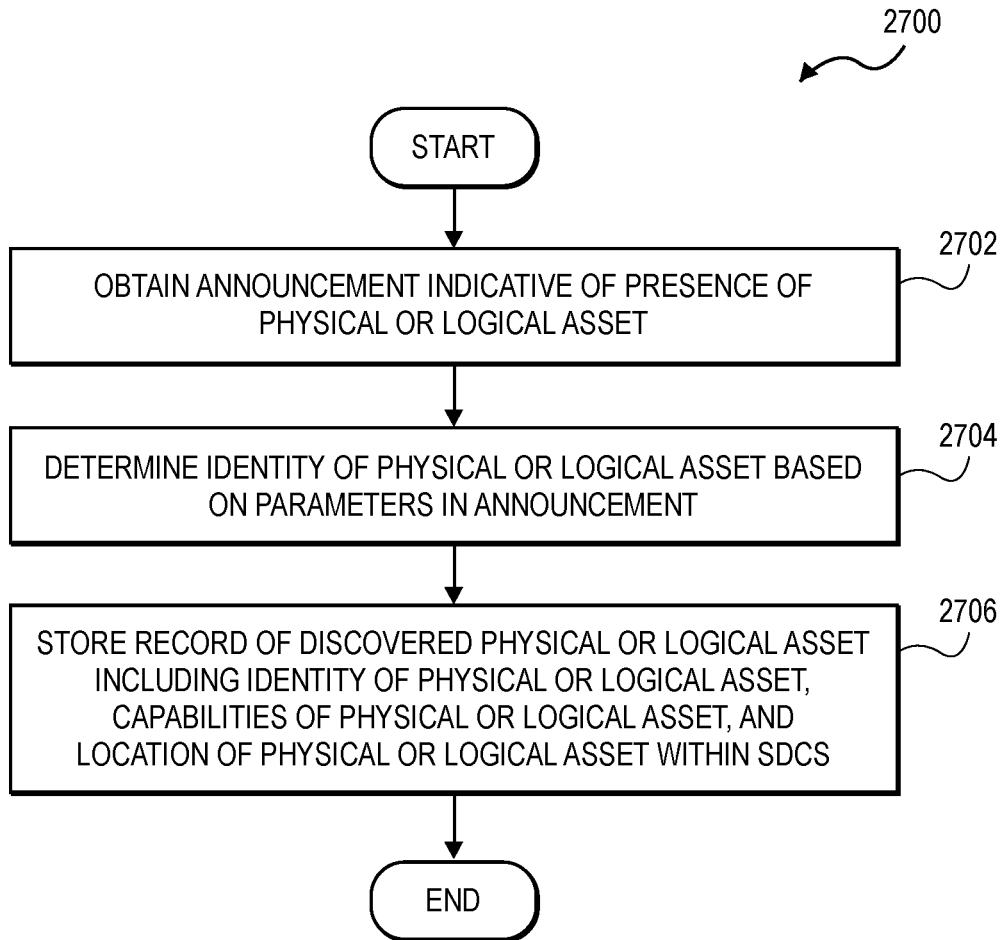 2700
START
2702
OBTAIN ANNOUNCEMENT INDICATIVE OF PRESENCE OF
PHYSICAL OR LOGICAL ASSET
2704
DETERMINE IDENTITY OF PHYSICAL OR LOGICAL ASSET BASED
ON PARAMETERS IN ANNOUNCEMENT
2706
STORE RECORD OF DISCOVERED PHYSICAL OR LOGICAL ASSET
INCLUDING IDENTITY OF PHYSICAL OR LOGICAL ASSET,
CAPABILITIES OF PHYSICAL OR LOGICAL ASSET, AND
LOCATION OF PHYSICAL OR LOGICAL ASSET WITHIN SDCS
END